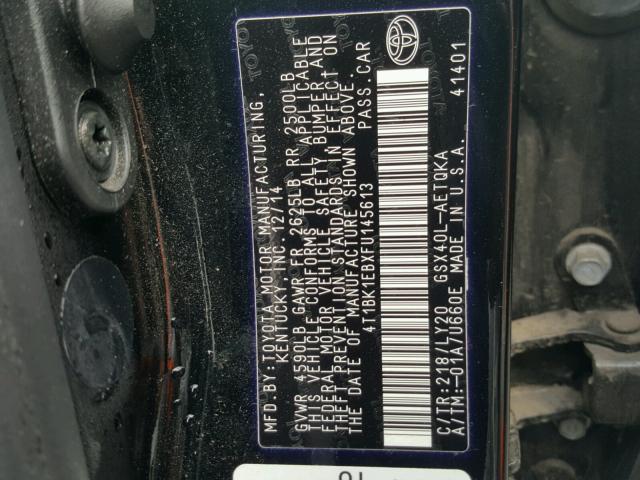 MFD.BY:TOYOTA MOTOR MANUFACTURING,
KENTUCKY,INC. 12/14
GVWR 4590LB GAWR FR 2625LB RR 2500LB
THIS VEHICLE CONFORMS TO ALL APPLICABLE
FEDERAL MOTOR VEHICLE SAFETY, BUMPER, AND
THEFT PREVENTION STANDARDS IN EFFECT ON
THE DATE OF MANUFACTURE SHOWN ABOVE.
4T1BK1EBXFU145613 PASS. CAR
C/TR:218/LY20 GSX40L-AETQKA
A/TM:-01A/U660E MADE IN U.S.A. 41401
TOYOTA